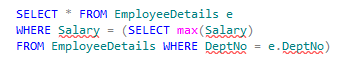 SELECT * FROM EmployeeDetails e
WHERE Salary = (SELECT max(Salary)
FROM EmployeeDetails WHERE DeptNo = e.DeptNo)